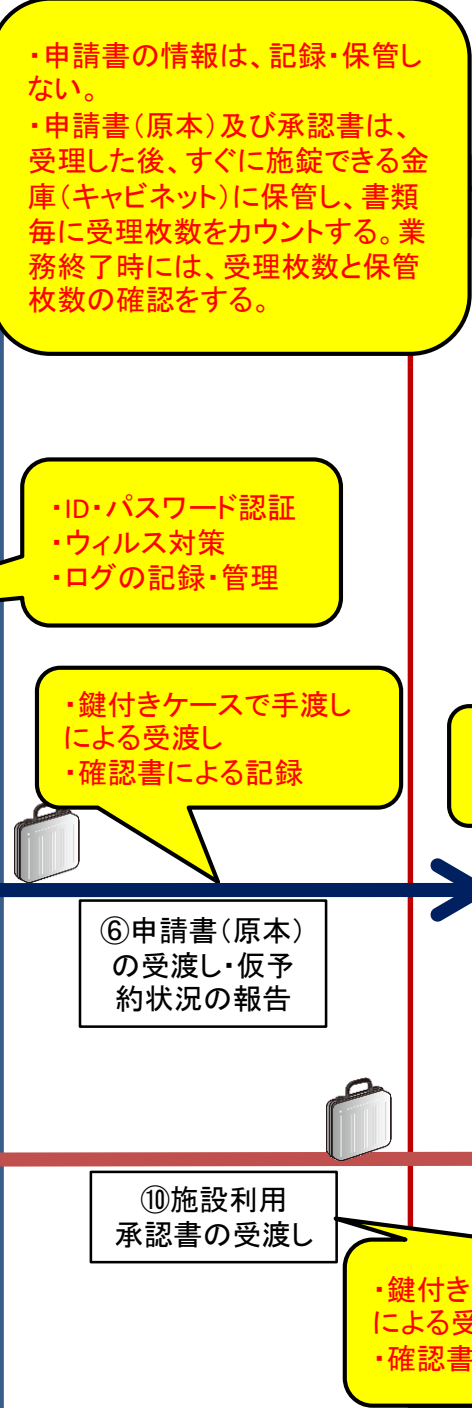 ・申請書の情報は、記録・保管し
ない。
・申請書（原本）及び承認書は、
受理した後、すぐに施錠できる金
庫（キャビネット）に保管し、書類
毎に受理枚数をカウントする。業
務終了時には、受理枚数と保管
枚数の確認をする。
・ID・パスワード認証
・ウィルス対策
・ログの記録・管理
・鍵付きケースで手渡し
による受渡し
・確認書による記録
⑥申請書（原本）
の受渡し・仮予
約状況の報告
⑩施設利用
承認書の受渡し
・鍵付き
による受
・確認書